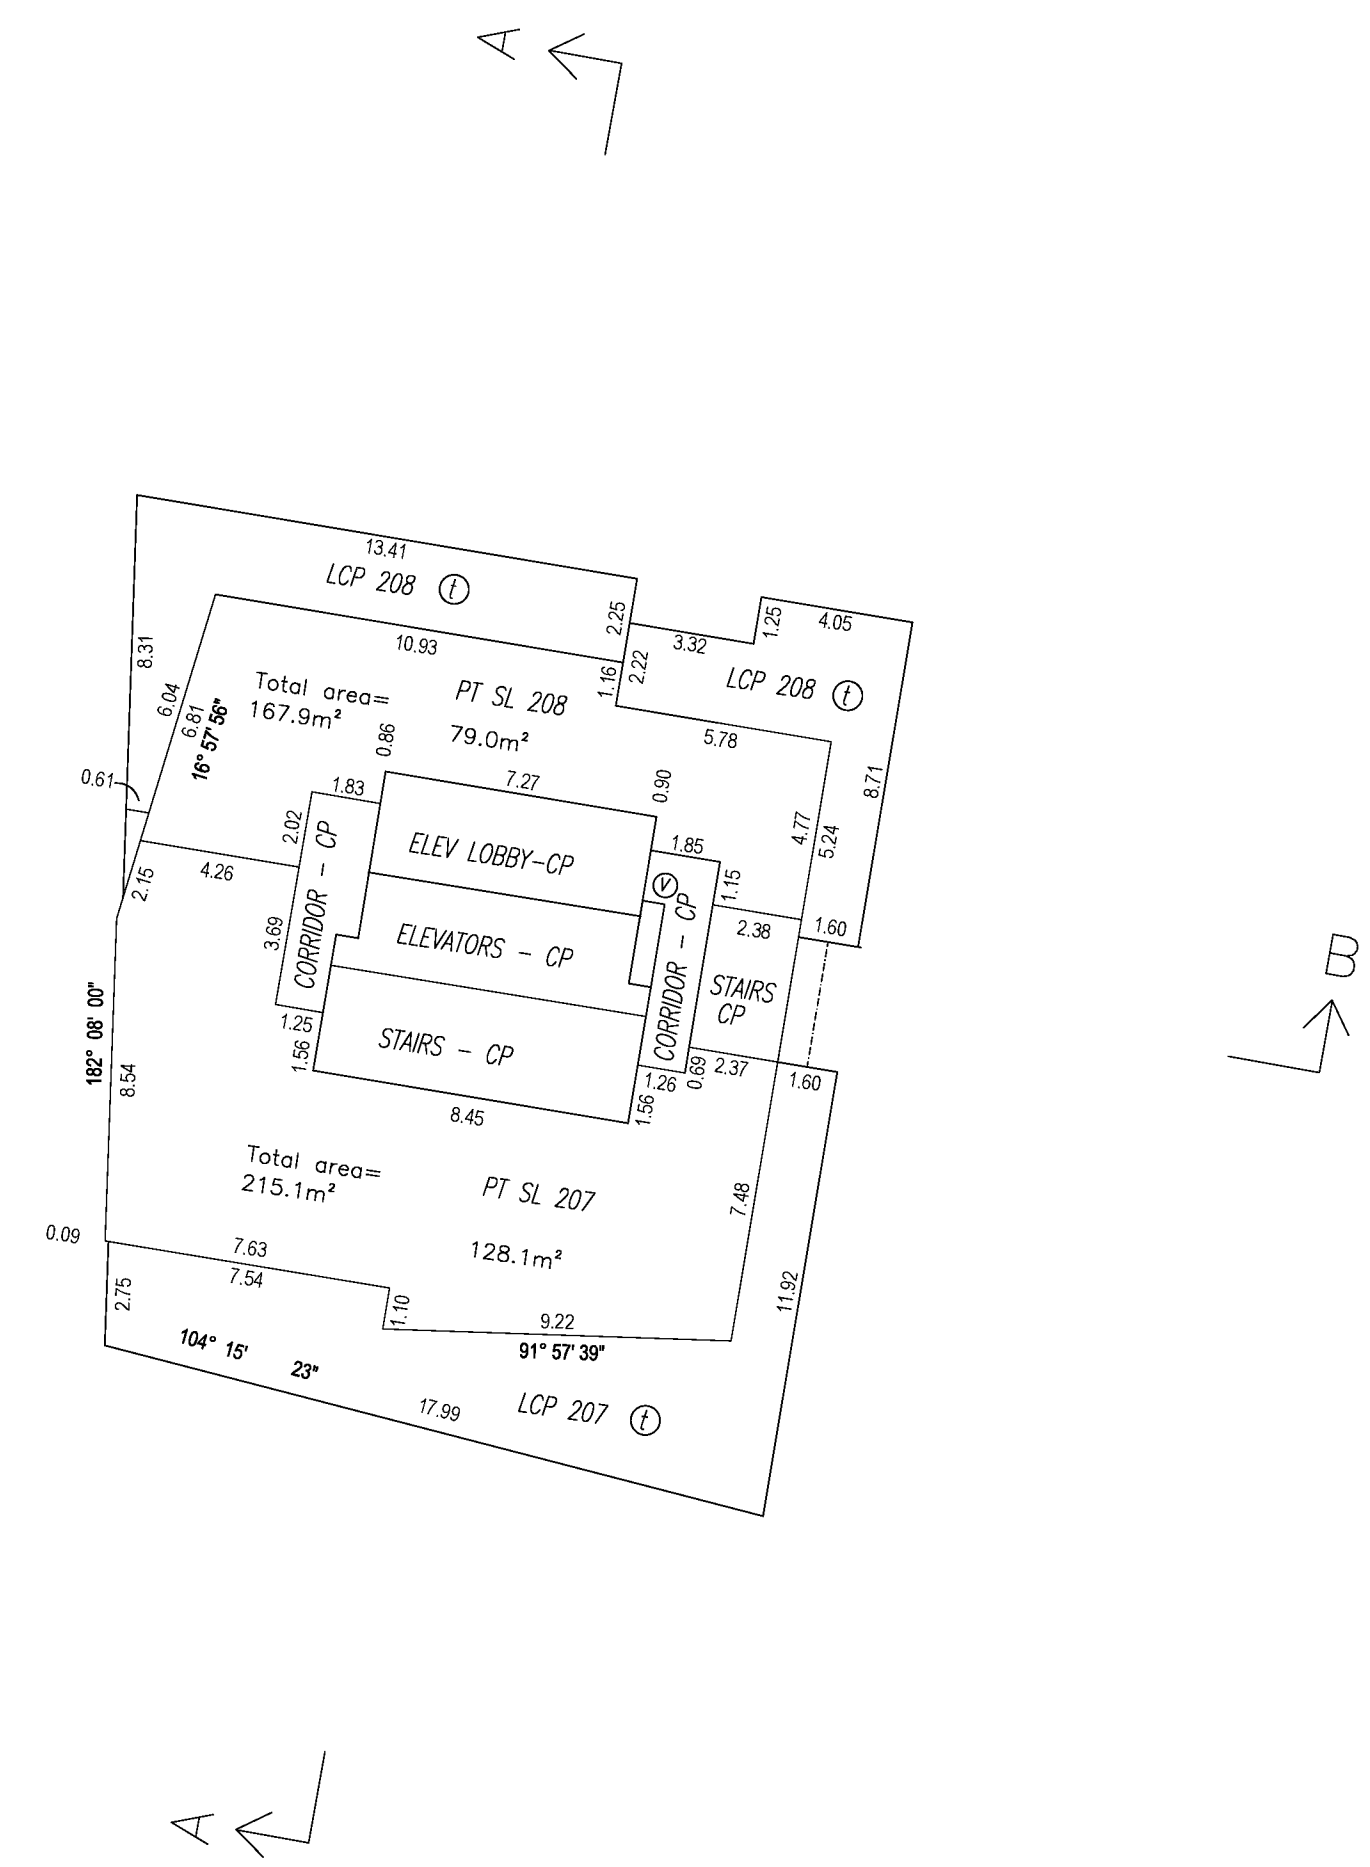 A
13.41
LCP 208 t
2.25
1.25
4.05
3.32
8.31
10.93
2.22
1.16
LCP 208 t
Total area=
167.9m²
PT SL 208
79.0m²
6.04
6.81
16° 57' 56"
0.86
5.78
0.61
1.83
7.27
0.90
8.71
2.02
4.77
5.24
ELEV LOBBY-CP
1.85
4.26
2.15
V
1.15
CORRIDOR - CP
3.69
ELEVATORS - CP
CORRIDOR - CP
2.38
1.60
B
STAIRS
CP
182° 08' 00"
8.54
1.25
1.56
STAIRS - CP
2.37
0.69
1.26
1.60
8.45
1.56
Total area=
215.1m²
PT SL 207
128.1m²
7.48
0.09
7.63
7.54
2.75
1.10
9.22
91° 57' 39"
11.92
104° 15' 23"
17.99
LCP 207 t
A